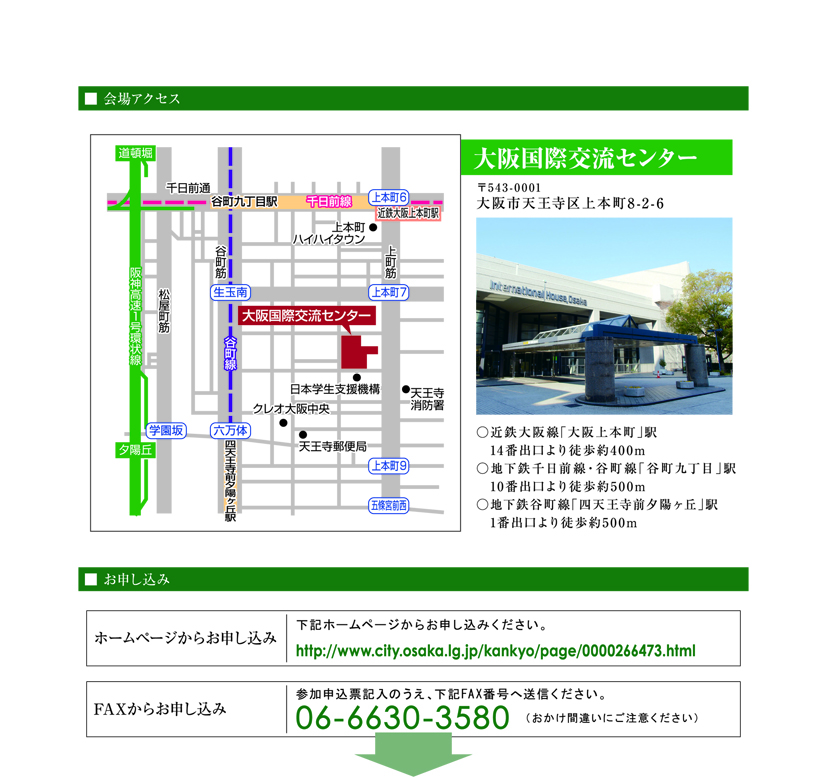 ■ 会場アクセス
道頓堀
千日前通
谷町九丁目駅
千日前線
上本町6
近鉄大阪上本町駅
上本町
ハイハイタウン
谷町筋
上町筋
阪神高速1号環状線
松屋町筋
生玉南
上本町7
大阪国際交流センター
谷町線
日本学生支援機構
天王寺
消防署
クレオ大阪中央
学園坂
六万体
天王寺郵便局
夕陽丘
四天王寺前夕陽ヶ丘駅
上本町9
五條宮前西
大阪国際交流センター
〒543-0001
大阪市天王寺区上本町8-2-6
International House, Osaka
○近鉄大阪線「大阪上本町」駅
14番出口より徒歩約400m
○地下鉄千日前線・谷町線「谷町九丁目」駅
10番出口より徒歩約500m
○地下鉄谷町線「四天王寺前夕陽ヶ丘」駅
1番出口より徒歩約500m
■ お申し込み
ホームページからお申し込み
下記ホームページからお申し込みください。
http://www.city.osaka.lg.jp/kankyo/page/0000266473.html
FAXからお申し込み
参加申込票記入のうえ、下記FAX番号へ送信ください。
06-6630-3580 （おかけ間違いにご注意ください）